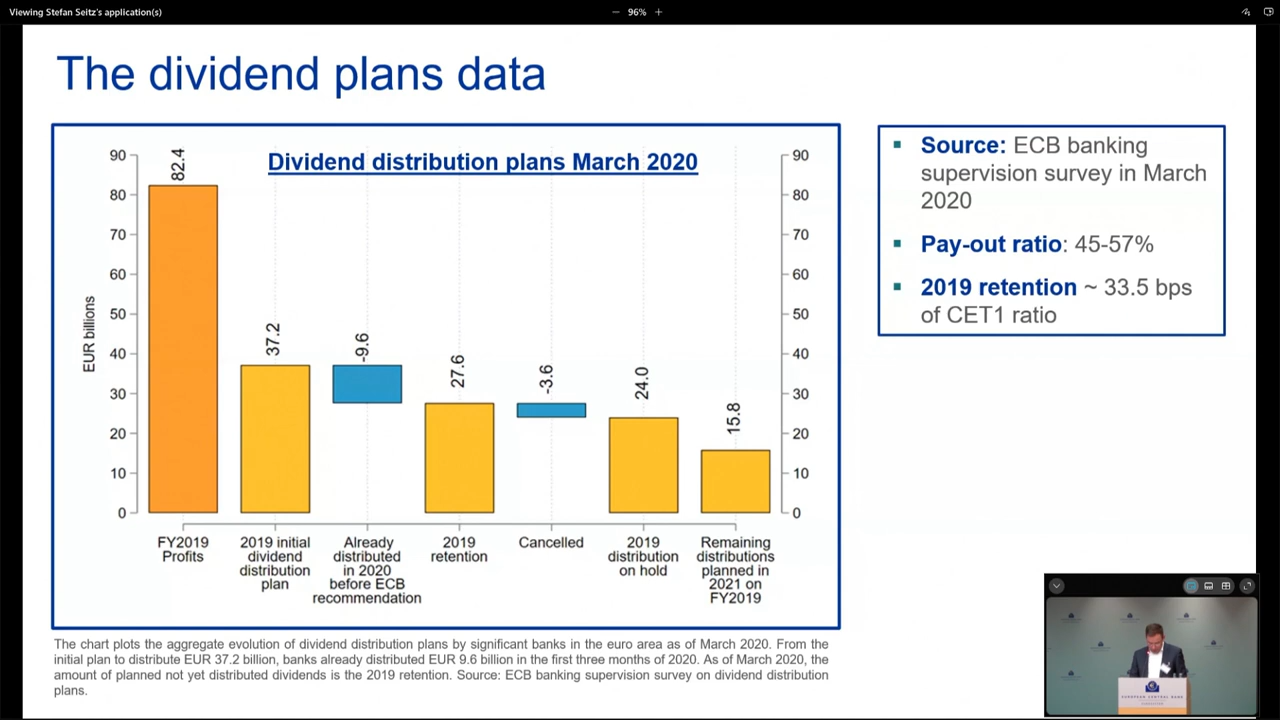 Viewing Stefan Seitz's application(s)
96%
The dividend plans data
Dividend distribution plans March 2020
EUR billions
90
80
70
60
50
40
30
20
10
0
82.4
37.2
-9.6
27.6
-3.6
24.0
15.8
90
80
70
60
50
40
30
20
10
0
FY2019
Profits
2019 initial
dividend
distribution
plan
Already
distributed
in 2020
before ECB
recommendation
2019
retention
Cancelled
2019
distribution
on hold
Remaining
distributions
planned in
2021 on
FY2019
The chart plots the aggregate evolution of dividend distribution plans by significant banks in the euro area as of March 2020. From the
initial plan to distribute EUR 37.2 billion, banks already distributed EUR 9.6 billion in the first three months of 2020. As of March 2020, the
amount of planned not yet distributed dividends is the 2019 retention. Source: ECB banking supervision survey on dividend distribution
plans.
Source: ECB banking
supervision survey in March
2020
Pay-out ratio: 45-57%
2019 retention ~ 33.5 bps
of CET1 ratio
EUROPEAN CENTRAL BANK